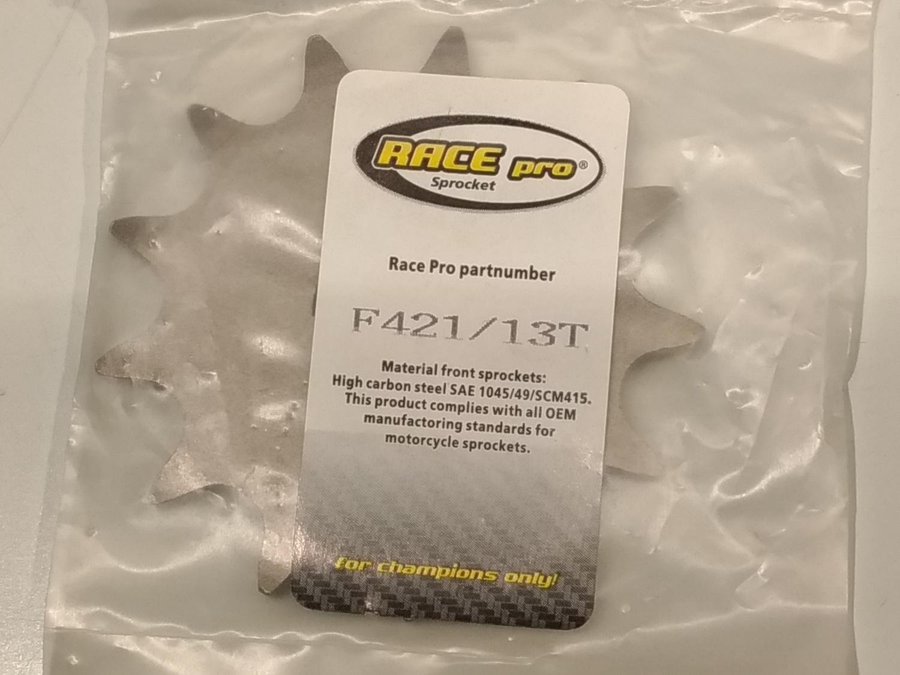 RACE pro®
Sprocket
Race Pro partnumber
F421/13T
Material front sprockets:
High carbon steel SAE 1045/49/SCM415.
This product complies with all OEM
manufactoring standards for
motorcycle sprockets.
for champions only!